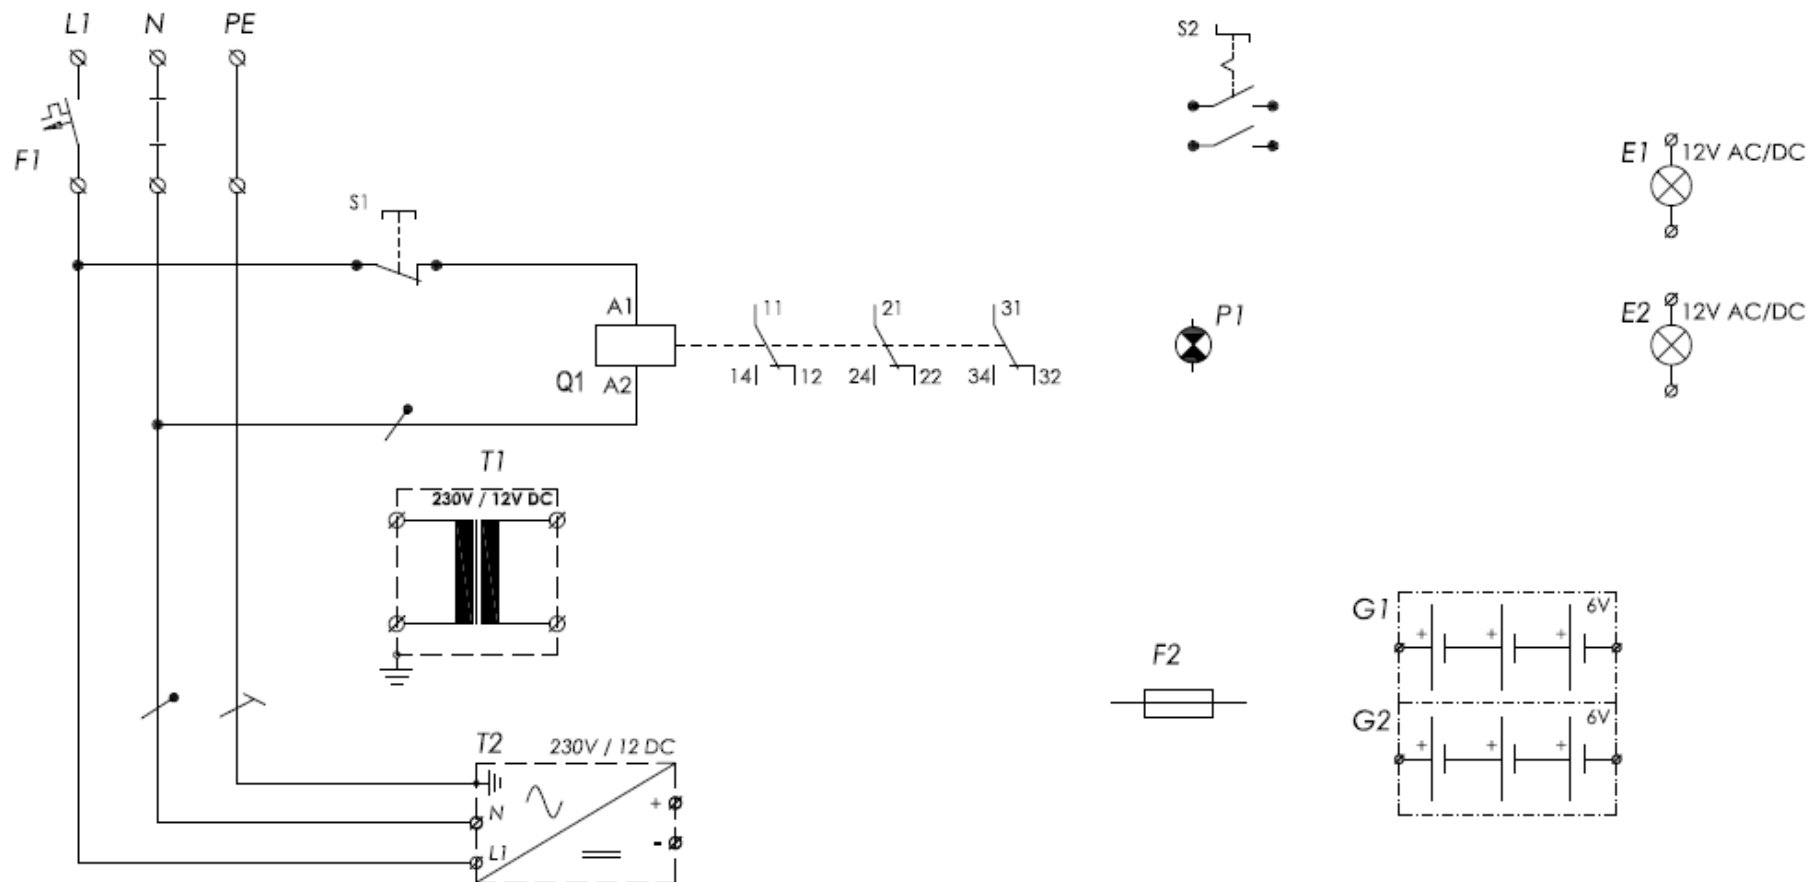 L1 N PE
S2
F1
E1 12V AC/DC
S1
A1 11 21 31
P1
E2 12V AC/DC
Q1 A2 14 12 24 22 34 32
T1
230V / 12V DC
G1 + + + 6V
F2
G2 + + + 6V
T2 230V / 12 DC
N +
L1 -